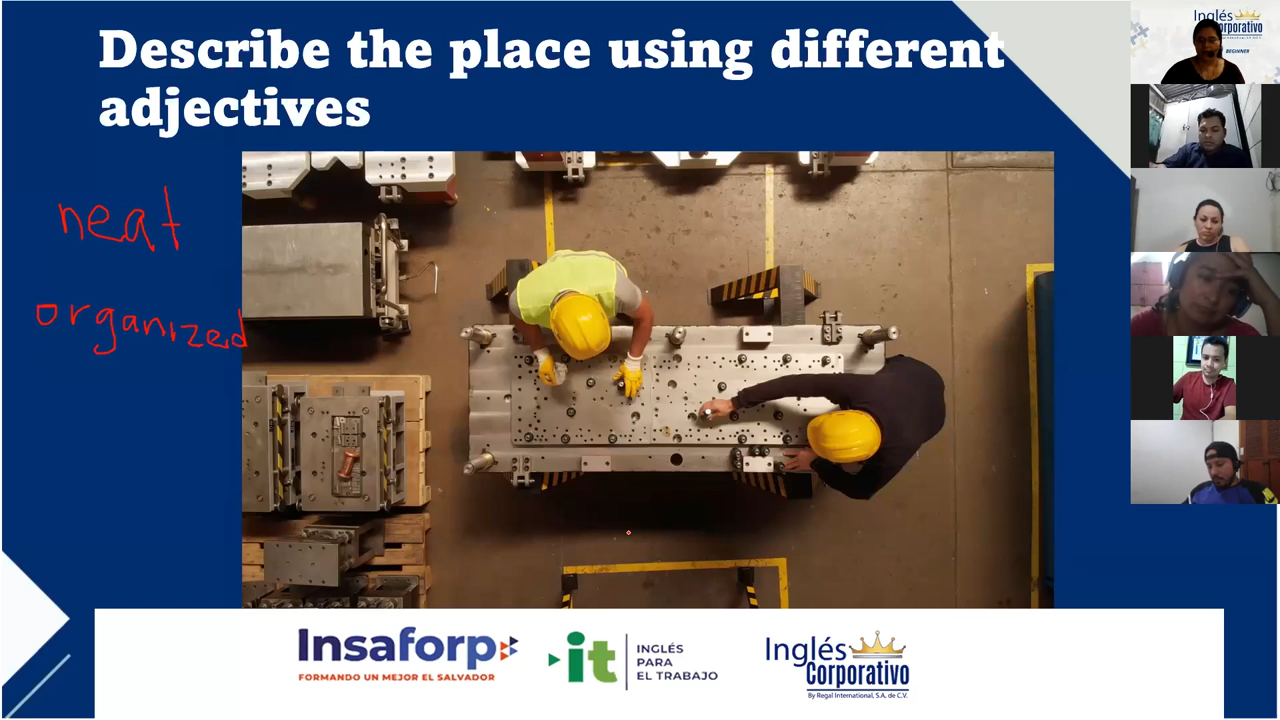 Describe the place using different
adjectives
neat
organized
Inglés
Corporativo
BEGINNER
Insaforp
FORMANDO UN MEJOR EL SALVADOR
it
INGLÉS
PARA
EL TRABAJO
Inglés
Corporativo
By Regal International, S.A. de C.V.